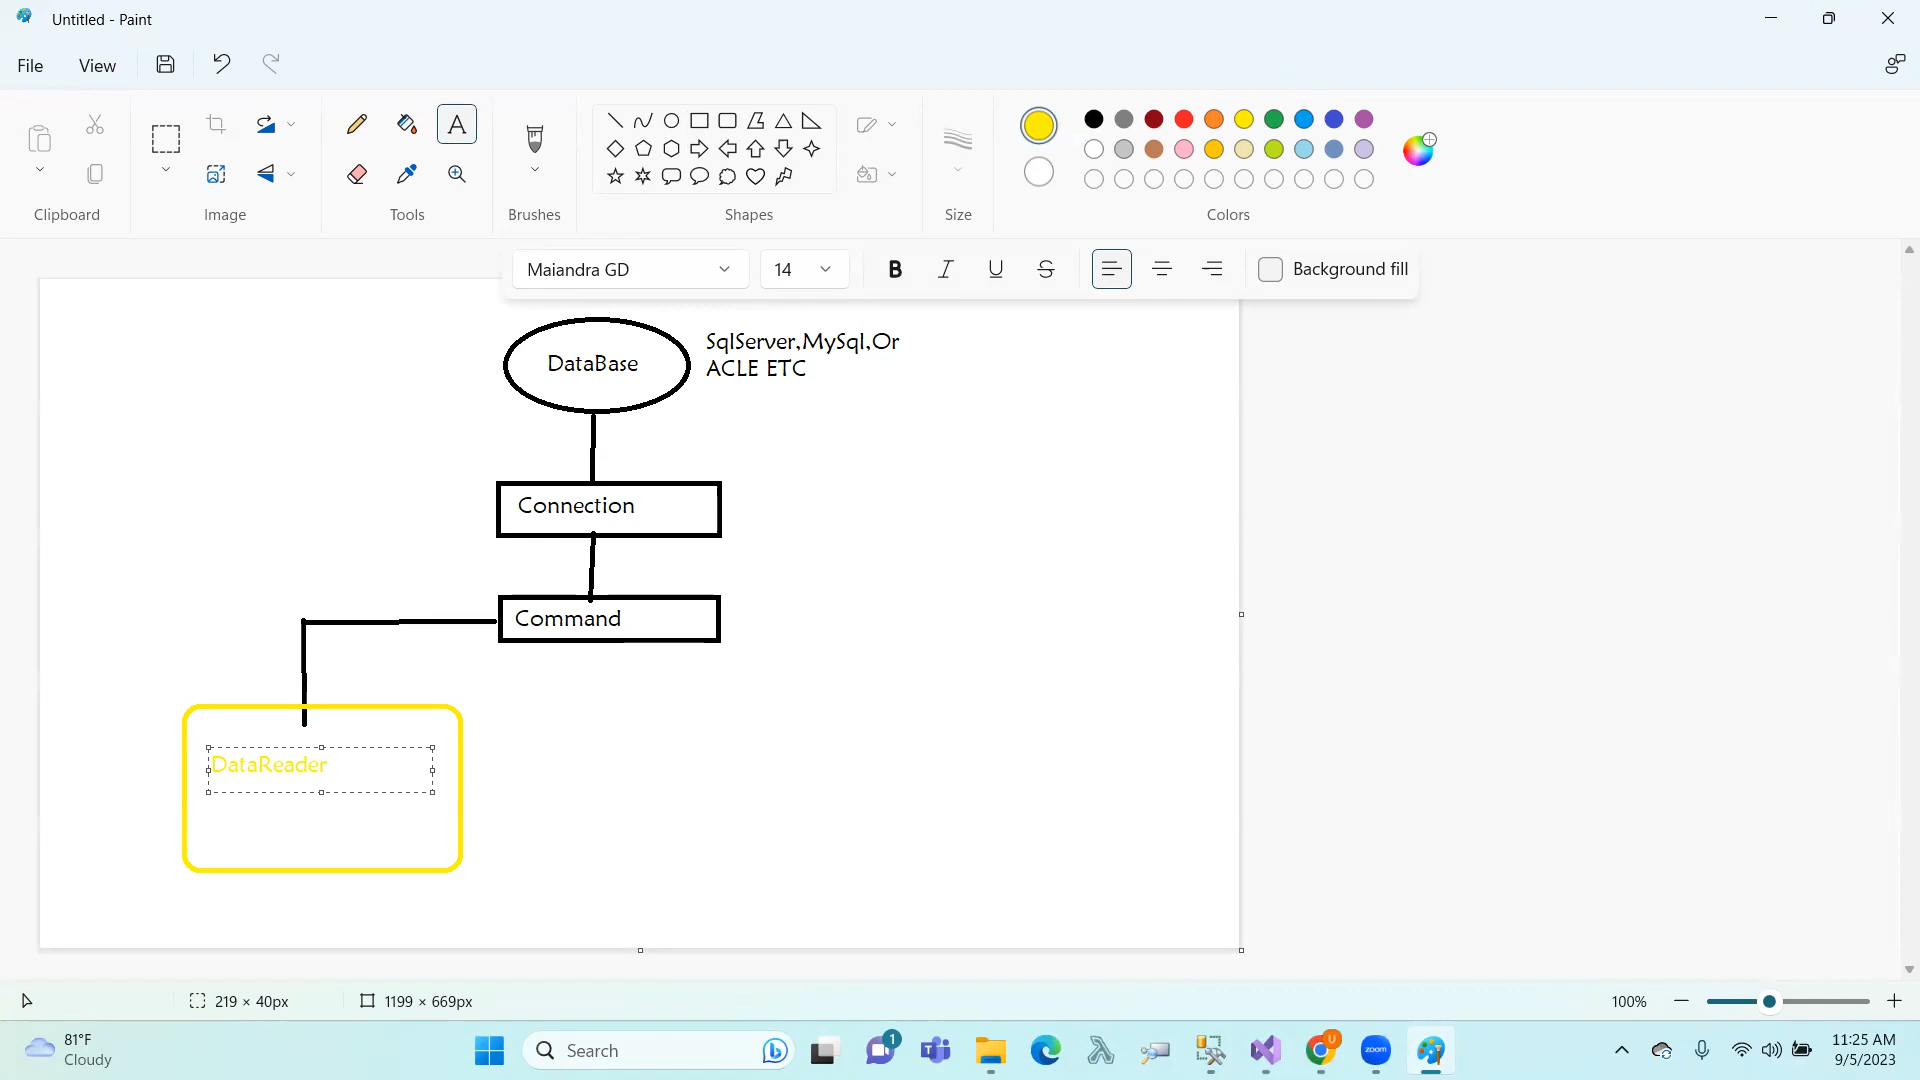 Untitled - Paint
File
View
Clipboard
Image
Tools
Brushes
Shapes
Size
Colors
Maiandra GD
14
B
I
U
S
Background fill
DataBase
SqlServer,MySql,Or
ACLE ETC
Connection
Command
DataReader
219 × 40px
1199 × 669px
100%
81°F
Cloudy
Search
1
U
zoom
11:25 AM
9/5/2023